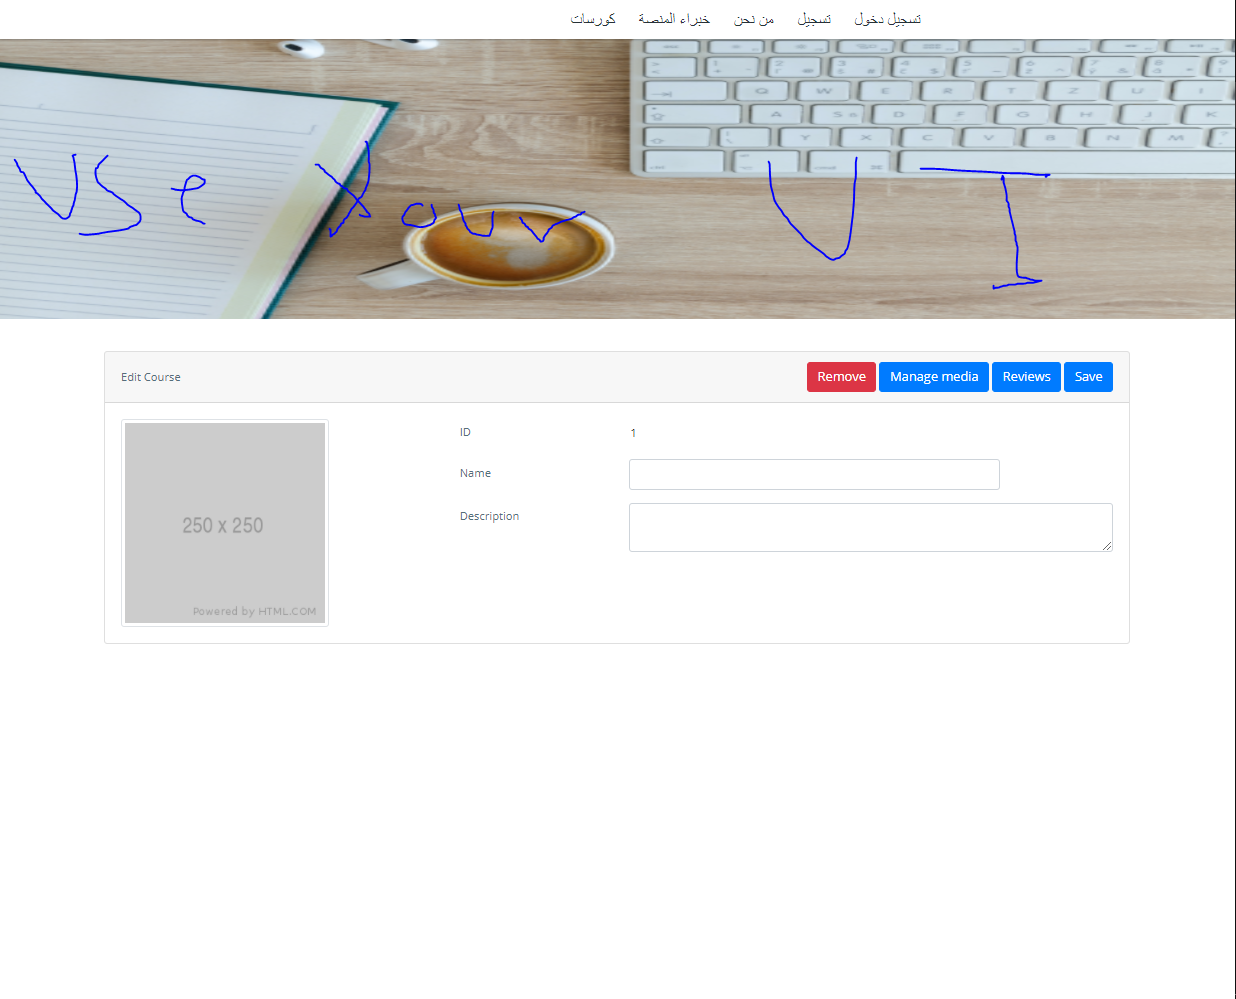 تسجيل دخول تسجيل من نحن خبراء المنصة كورسات
Q W E R T Z U I
A S D F G H J K
Y X C V B N M
Use Your UI
Edit Course Remove Manage media Reviews Save
ID 1
Name
Description
250 x 250
Powered by HTML.COM